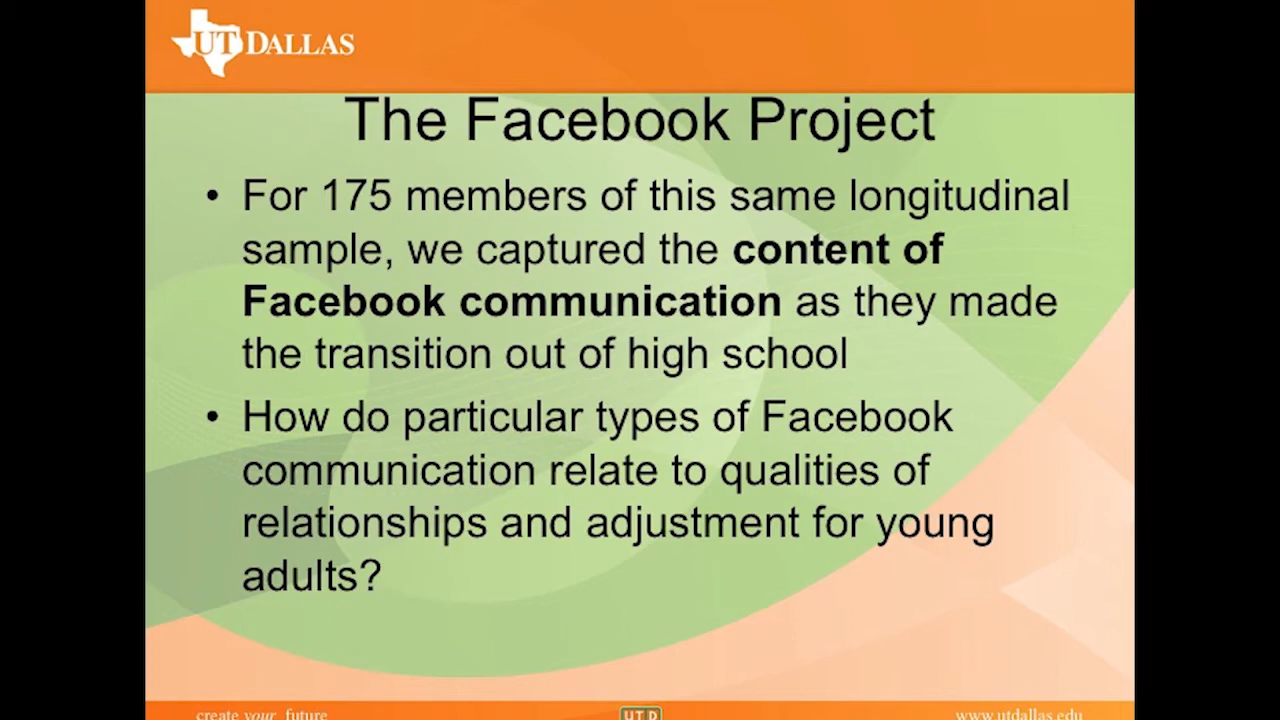 UT DALLAS
The Facebook Project
• For 175 members of this same longitudinal
sample, we captured the content of
Facebook communication as they made
the transition out of high school
• How do particular types of Facebook
communication relate to qualities of
relationships and adjustment for young
adults?
create your future
UTD
www.utdallas.edu